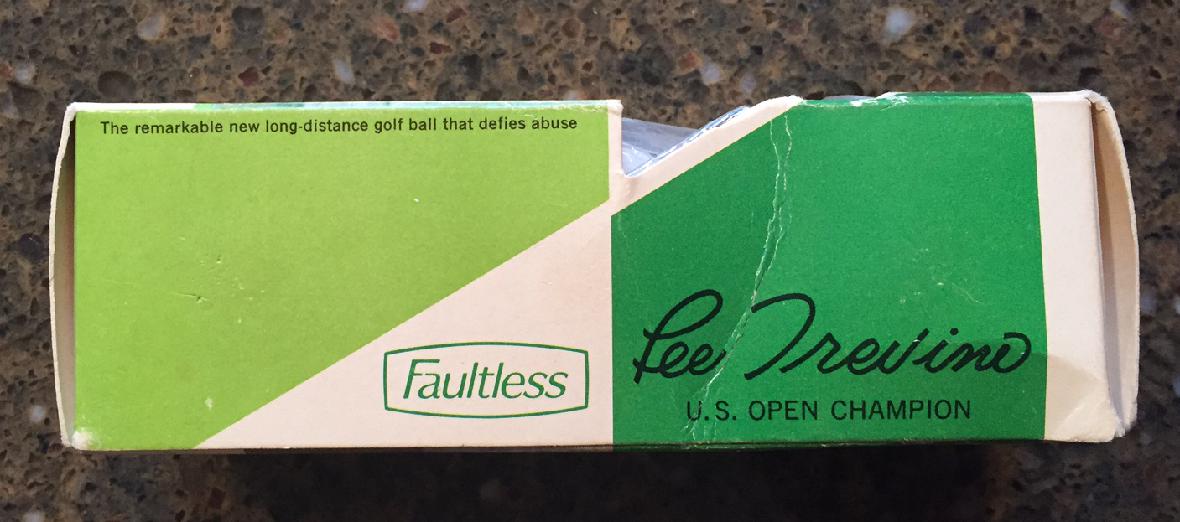 The remarkable new long-distance golf ball that defies abuse
Faultless
Lee Trevino
U.S. OPEN CHAMPION